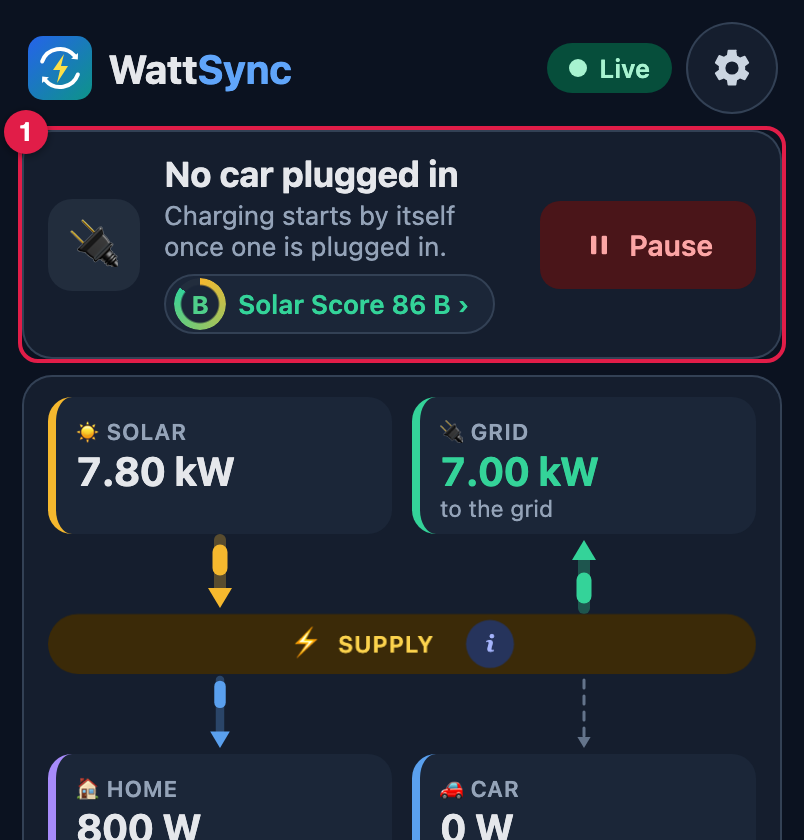 WattSync
Live
1
No car plugged in
Charging starts by itself
once one is plugged in.
Pause
B
Solar Score 86 B ›
SOLAR
7.80 kW
GRID
7.00 kW
to the grid
SUPPLY
i
HOME
800 W
CAR
0 W